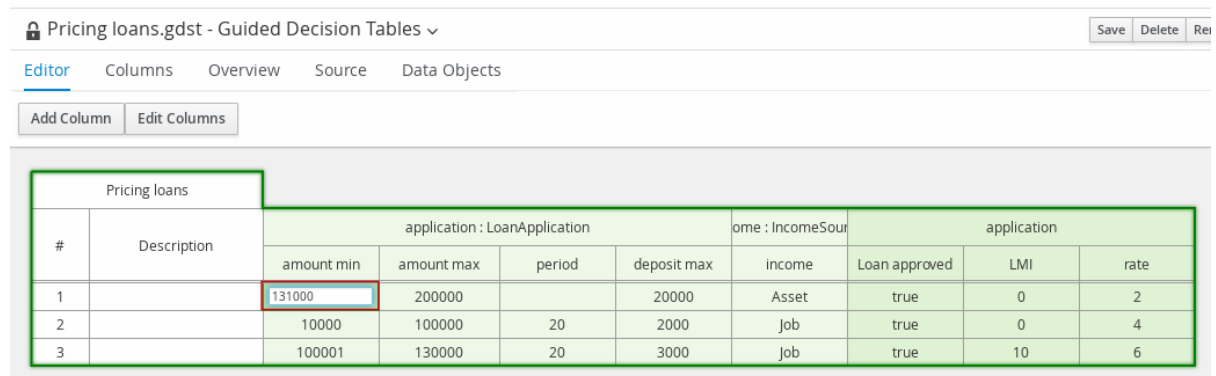 Pricing loans.gdst - Guided Decision Tables
Save Delete Rer
Editor Columns Overview Source Data Objects
Add Column Edit Columns
Pricing loans
# Description application : LoanApplication ome : IncomeSour application
amount min amount max period deposit max income Loan approved LMI rate
1 131000 200000 20000 Asset true 0 2
2 10000 100000 20 2000 Job true 0 4
3 100001 130000 20 3000 Job true 10 6